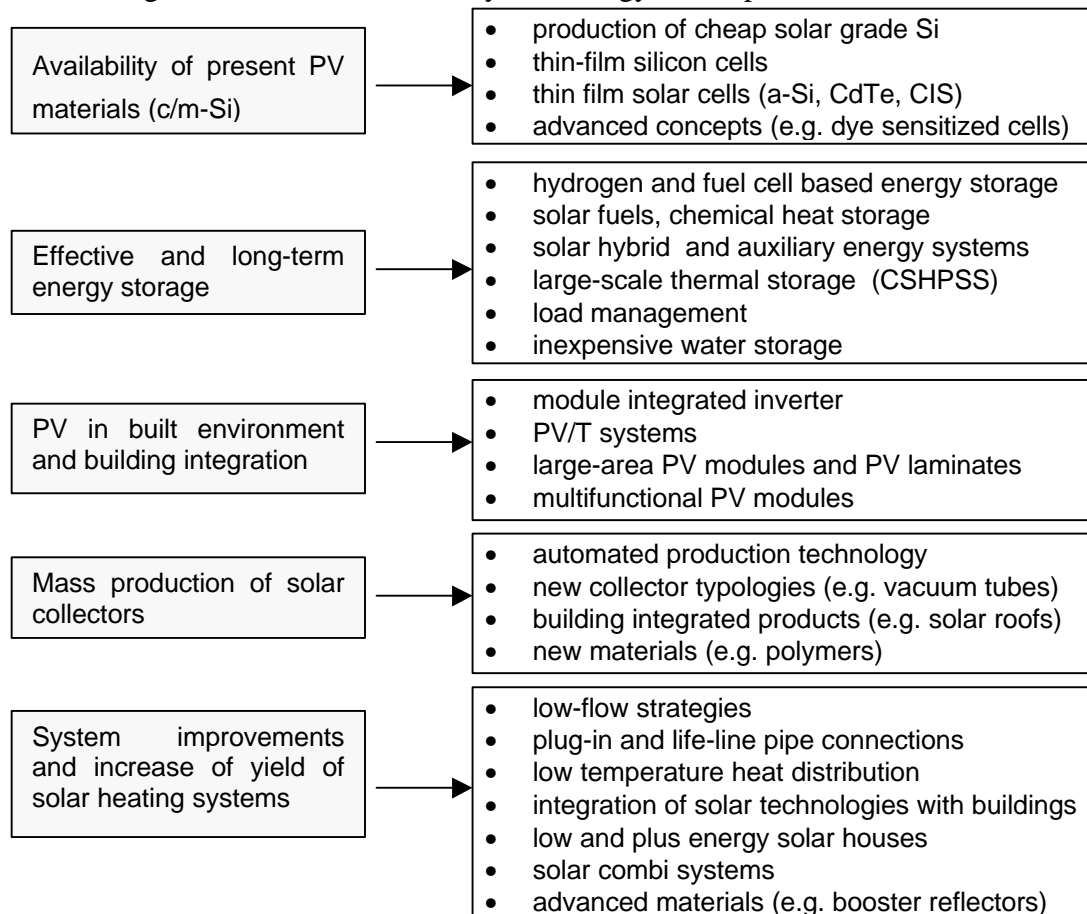 Availability of present PV
materials (c/m-Si)
• production of cheap solar grade Si
• thin-film silicon cells
• thin film solar cells (a-Si, CdTe, CIS)
• advanced concepts (e.g. dye sensitized cells)
Effective and long-term
energy storage
• hydrogen and fuel cell based energy storage
• solar fuels, chemical heat storage
• solar hybrid and auxiliary energy systems
• large-scale thermal storage (CSHPSS)
• load management
• inexpensive water storage
PV in built environment
and building integration
• module integrated inverter
• PV/T systems
• large-area PV modules and PV laminates
• multifunctional PV modules
Mass production of solar
collectors
• automated production technology
• new collector typologies (e.g. vacuum tubes)
• building integrated products (e.g. solar roofs)
• new materials (e.g. polymers)
System improvements
and increase of yield of
solar heating systems
• low-flow strategies
• plug-in and life-line pipe connections
• low temperature heat distribution
• integration of solar technologies with buildings
• low and plus energy solar houses
• solar combi systems
• advanced materials (e.g. booster reflectors)